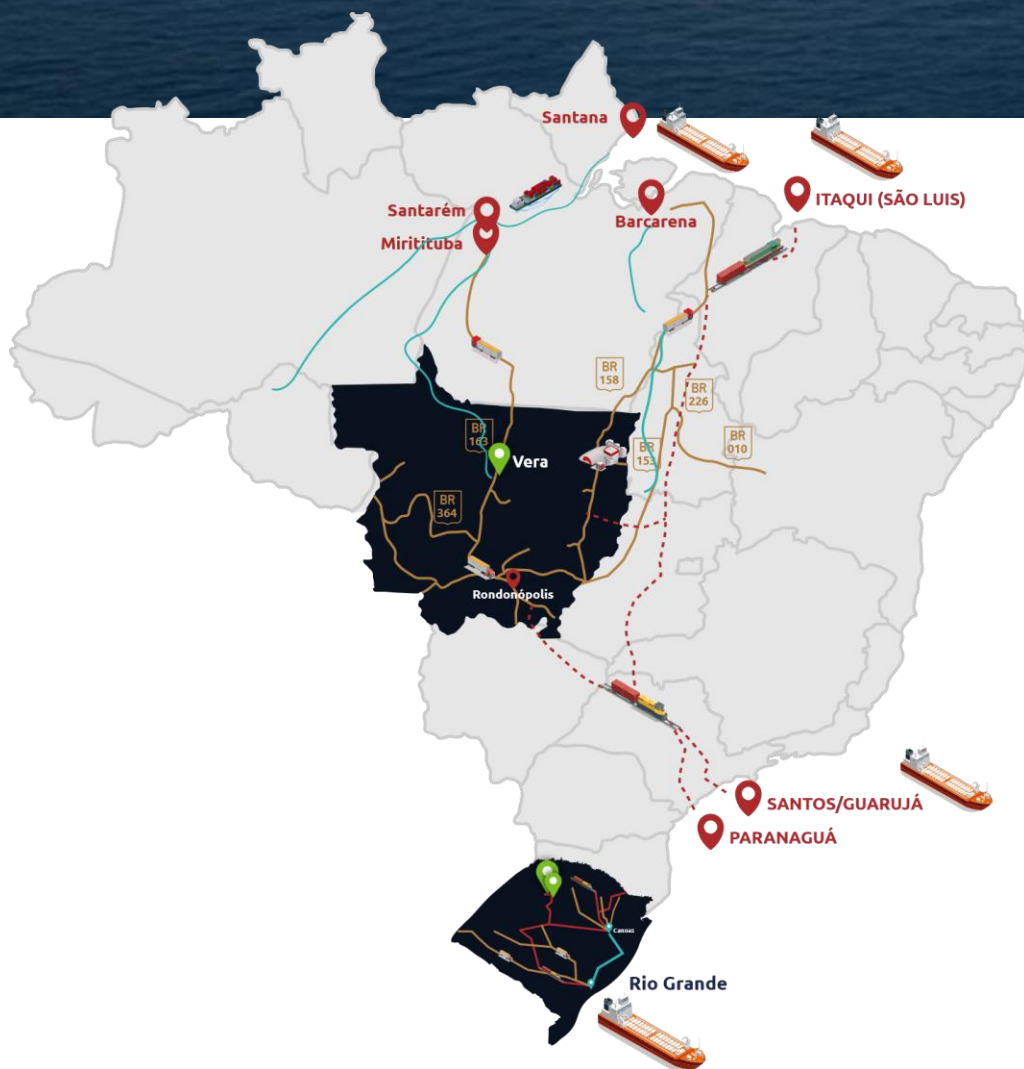 Santana
ITAQUI (SÃO LUIS)
Santarém
Barcarena
Miritituba
BR
158
BR
226
BR
163
BR
153
BR
010
Vera
BR
364
Rondonópolis
SANTOS/GUARUJÁ
PARANAGUÁ
Canoas
Rio Grande